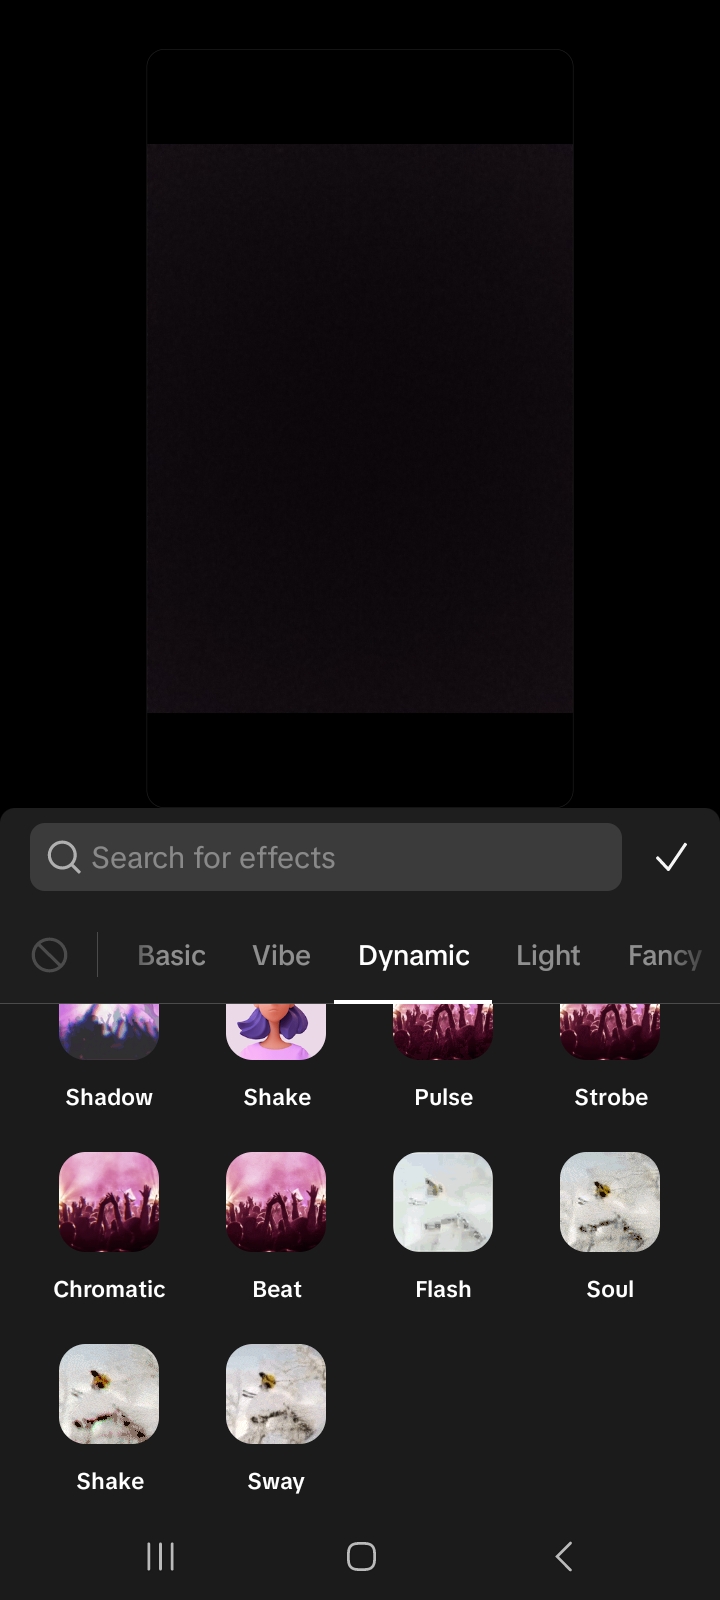 Search for effects
Basic Vibe Dynamic Light Fancy
Shadow Shake Pulse Strobe
Chromatic Beat Flash Soul
Shake Sway